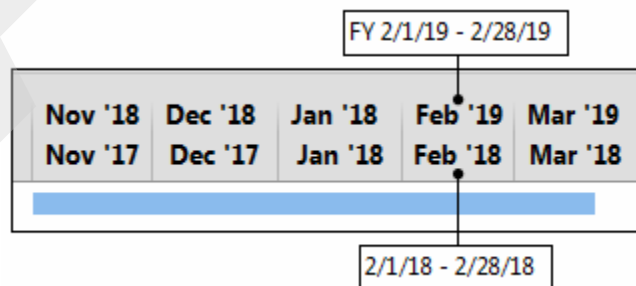 FY 2/1/19 - 2/28/19
Nov '18 Dec '18 Jan '18 Feb '19 Mar '19
Nov '17 Dec '17 Jan '18 Feb '18 Mar '18
2/1/18 - 2/28/18